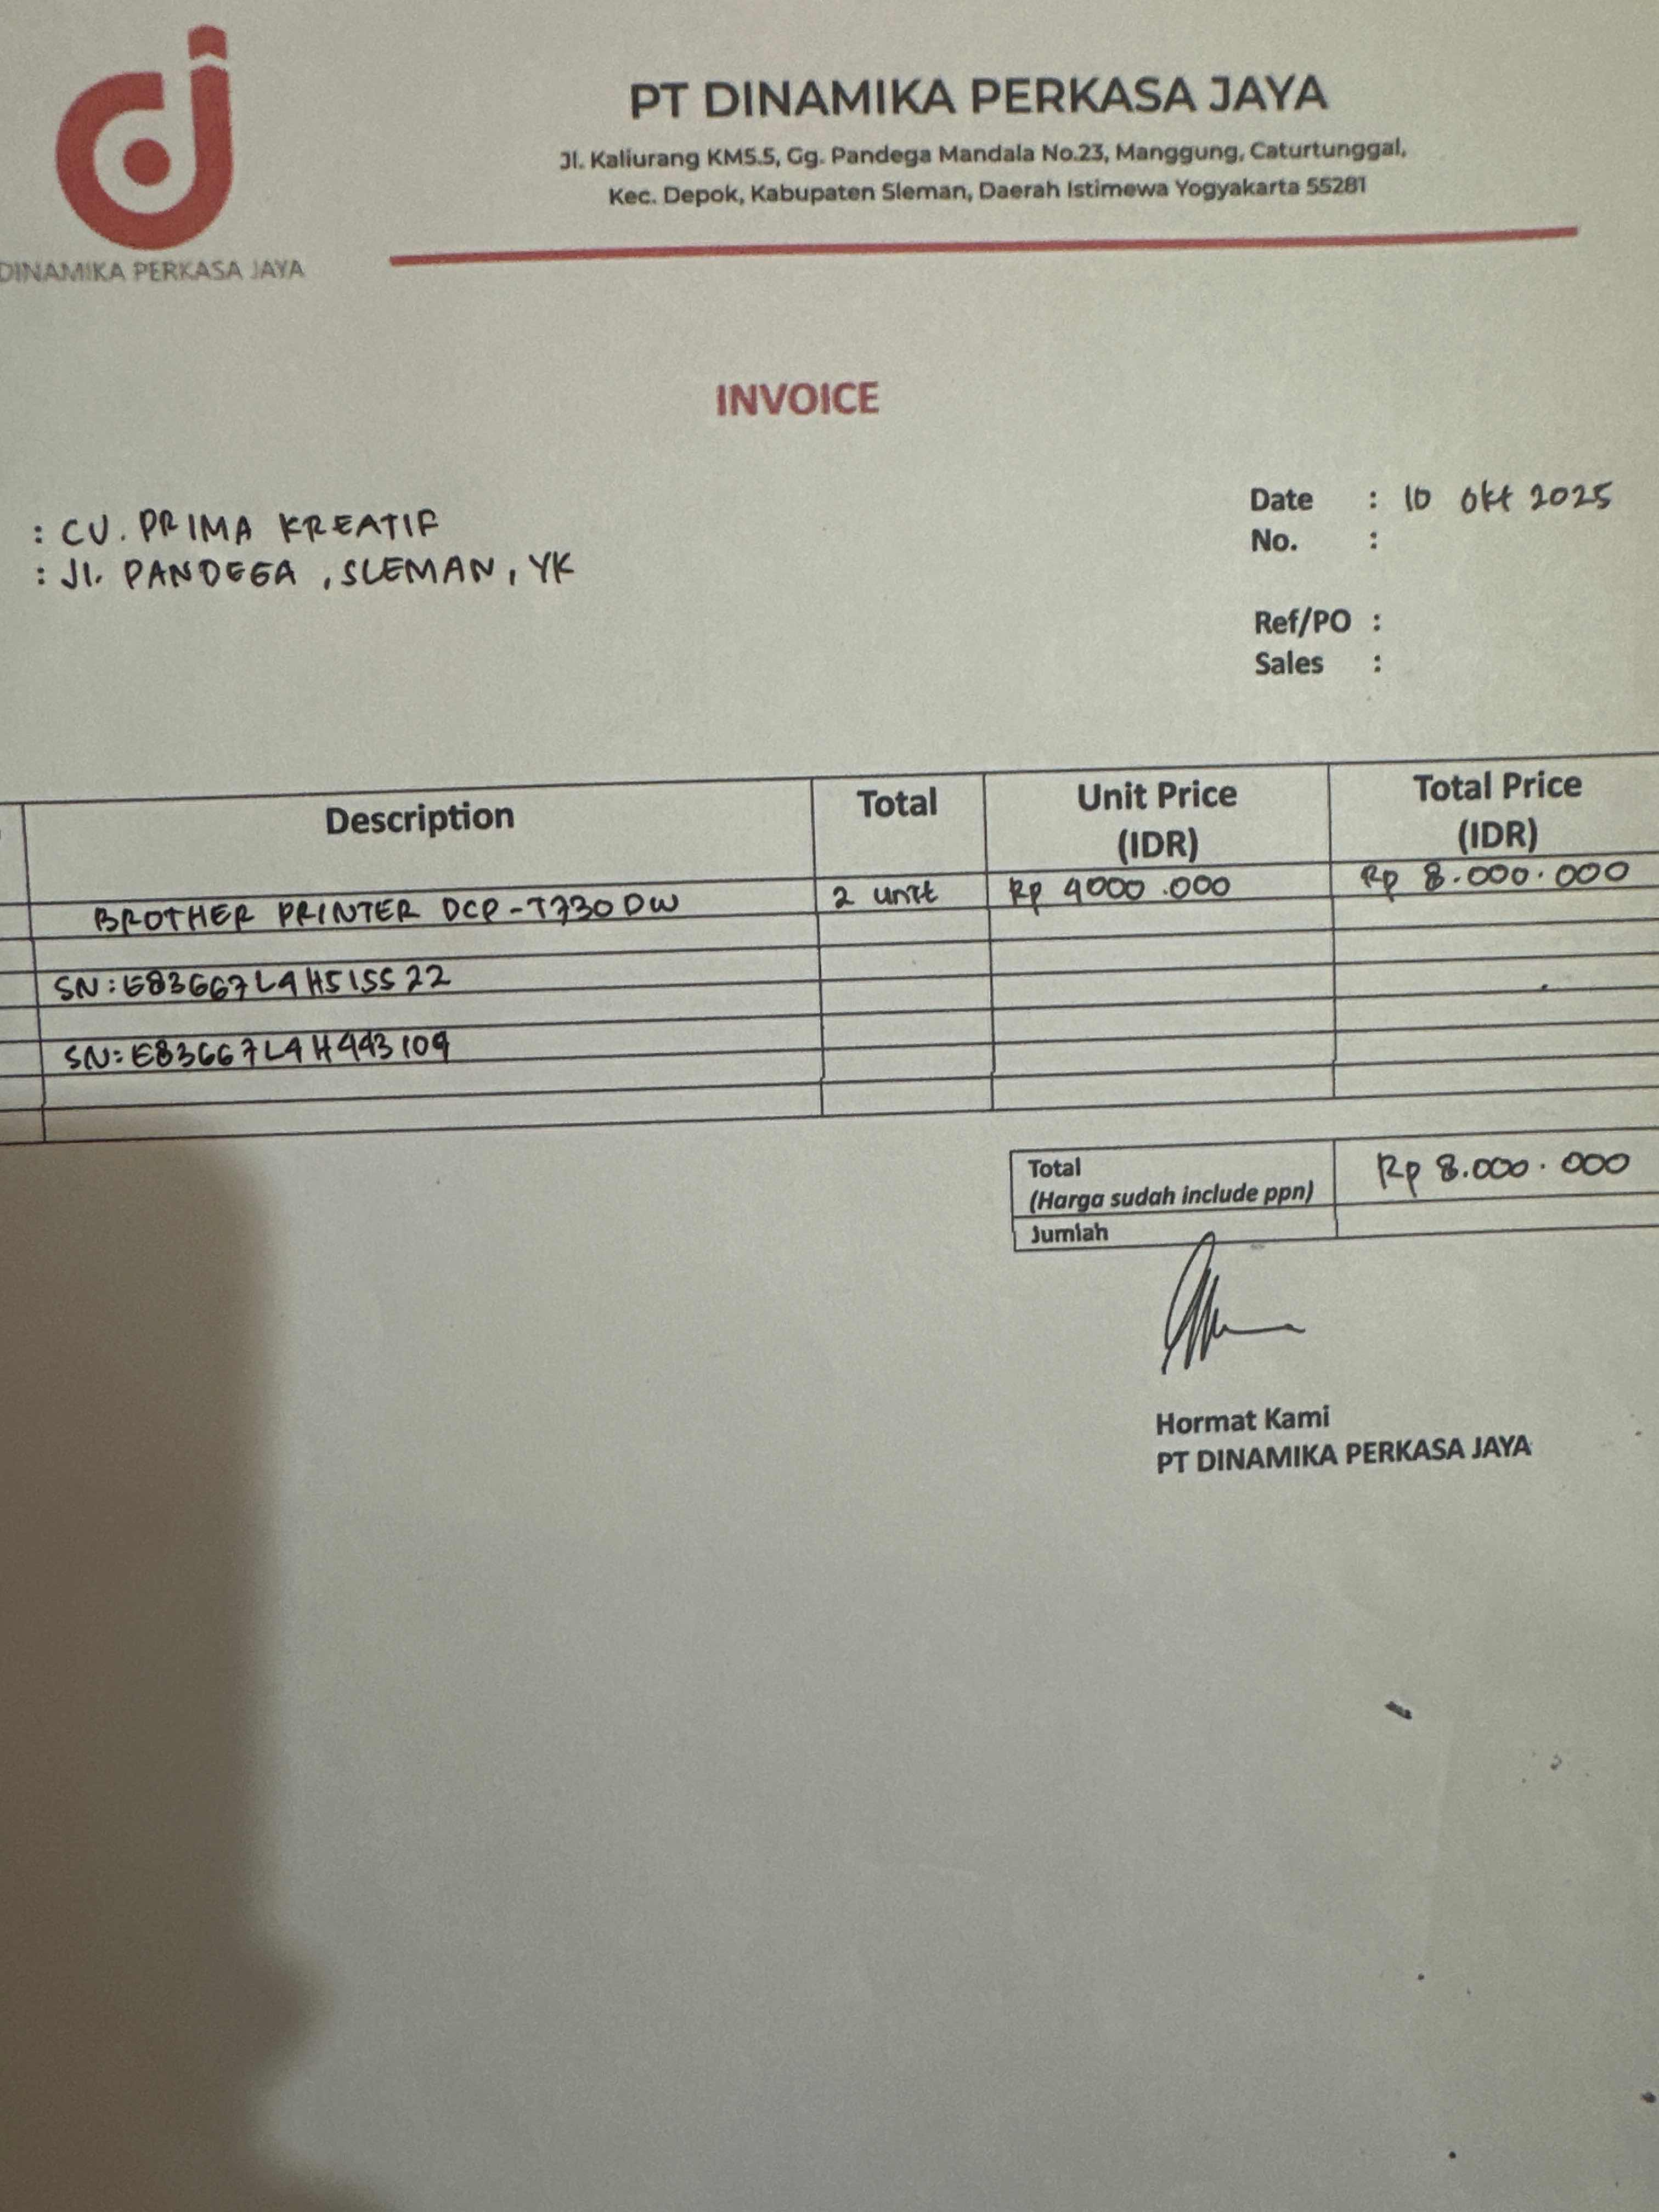 PT DINAMIKA PERKASA JAYA
Jl. Kaliurang KM5.5, Gg. Pandega Mandala No.23, Manggung, Caturtunggal,
Kec. Depok, Kabupaten Sleman, Daerah Istimewa Yogyakarta 55281
DINAMIKA PERKASA JAYA
INVOICE
: CV. PRIMA KREATIF
: Jl. PANDEGA , SLEMAN, YK
Date : 10 Okt 2025
No. :
Ref/PO :
Sales :
Description Total Unit Price (IDR) Total Price (IDR)
BROTHER PRINTER DCP-T730DW 2 unit Rp 4000.000 Rp 8.000.000
SN: E83667L4H515522
SN: E83667L4H443109
Total Rp 8.000.000
(Harga sudah include ppn)
Jumlah
Hormat Kami
PT DINAMIKA PERKASA JAYA